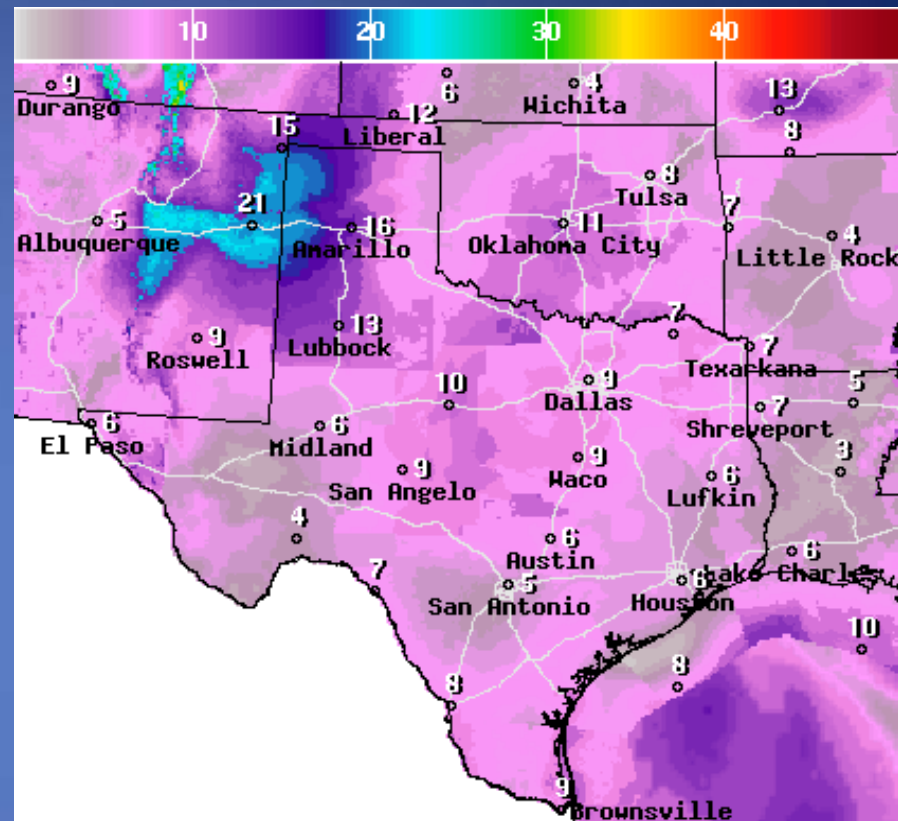 10 20 30 40
9 6 4 13
Durango Wichita
12
Liberal
15 8
8
Tulsa
5 21 16 11 7 4
Albuquerque Amarillo Oklahoma City Little Rock
9 13 7
Roswell Lubbock 7
Texarkana
10 9 5
Dallas 7
Shreveport
6 6
El Paso Midland
9 9 6 3
San Angelo Waco Lufkin
4 6 6
Austin
7 5 6 Lake Charles
San Antonio Houston
10
8 8
9
Brownsville